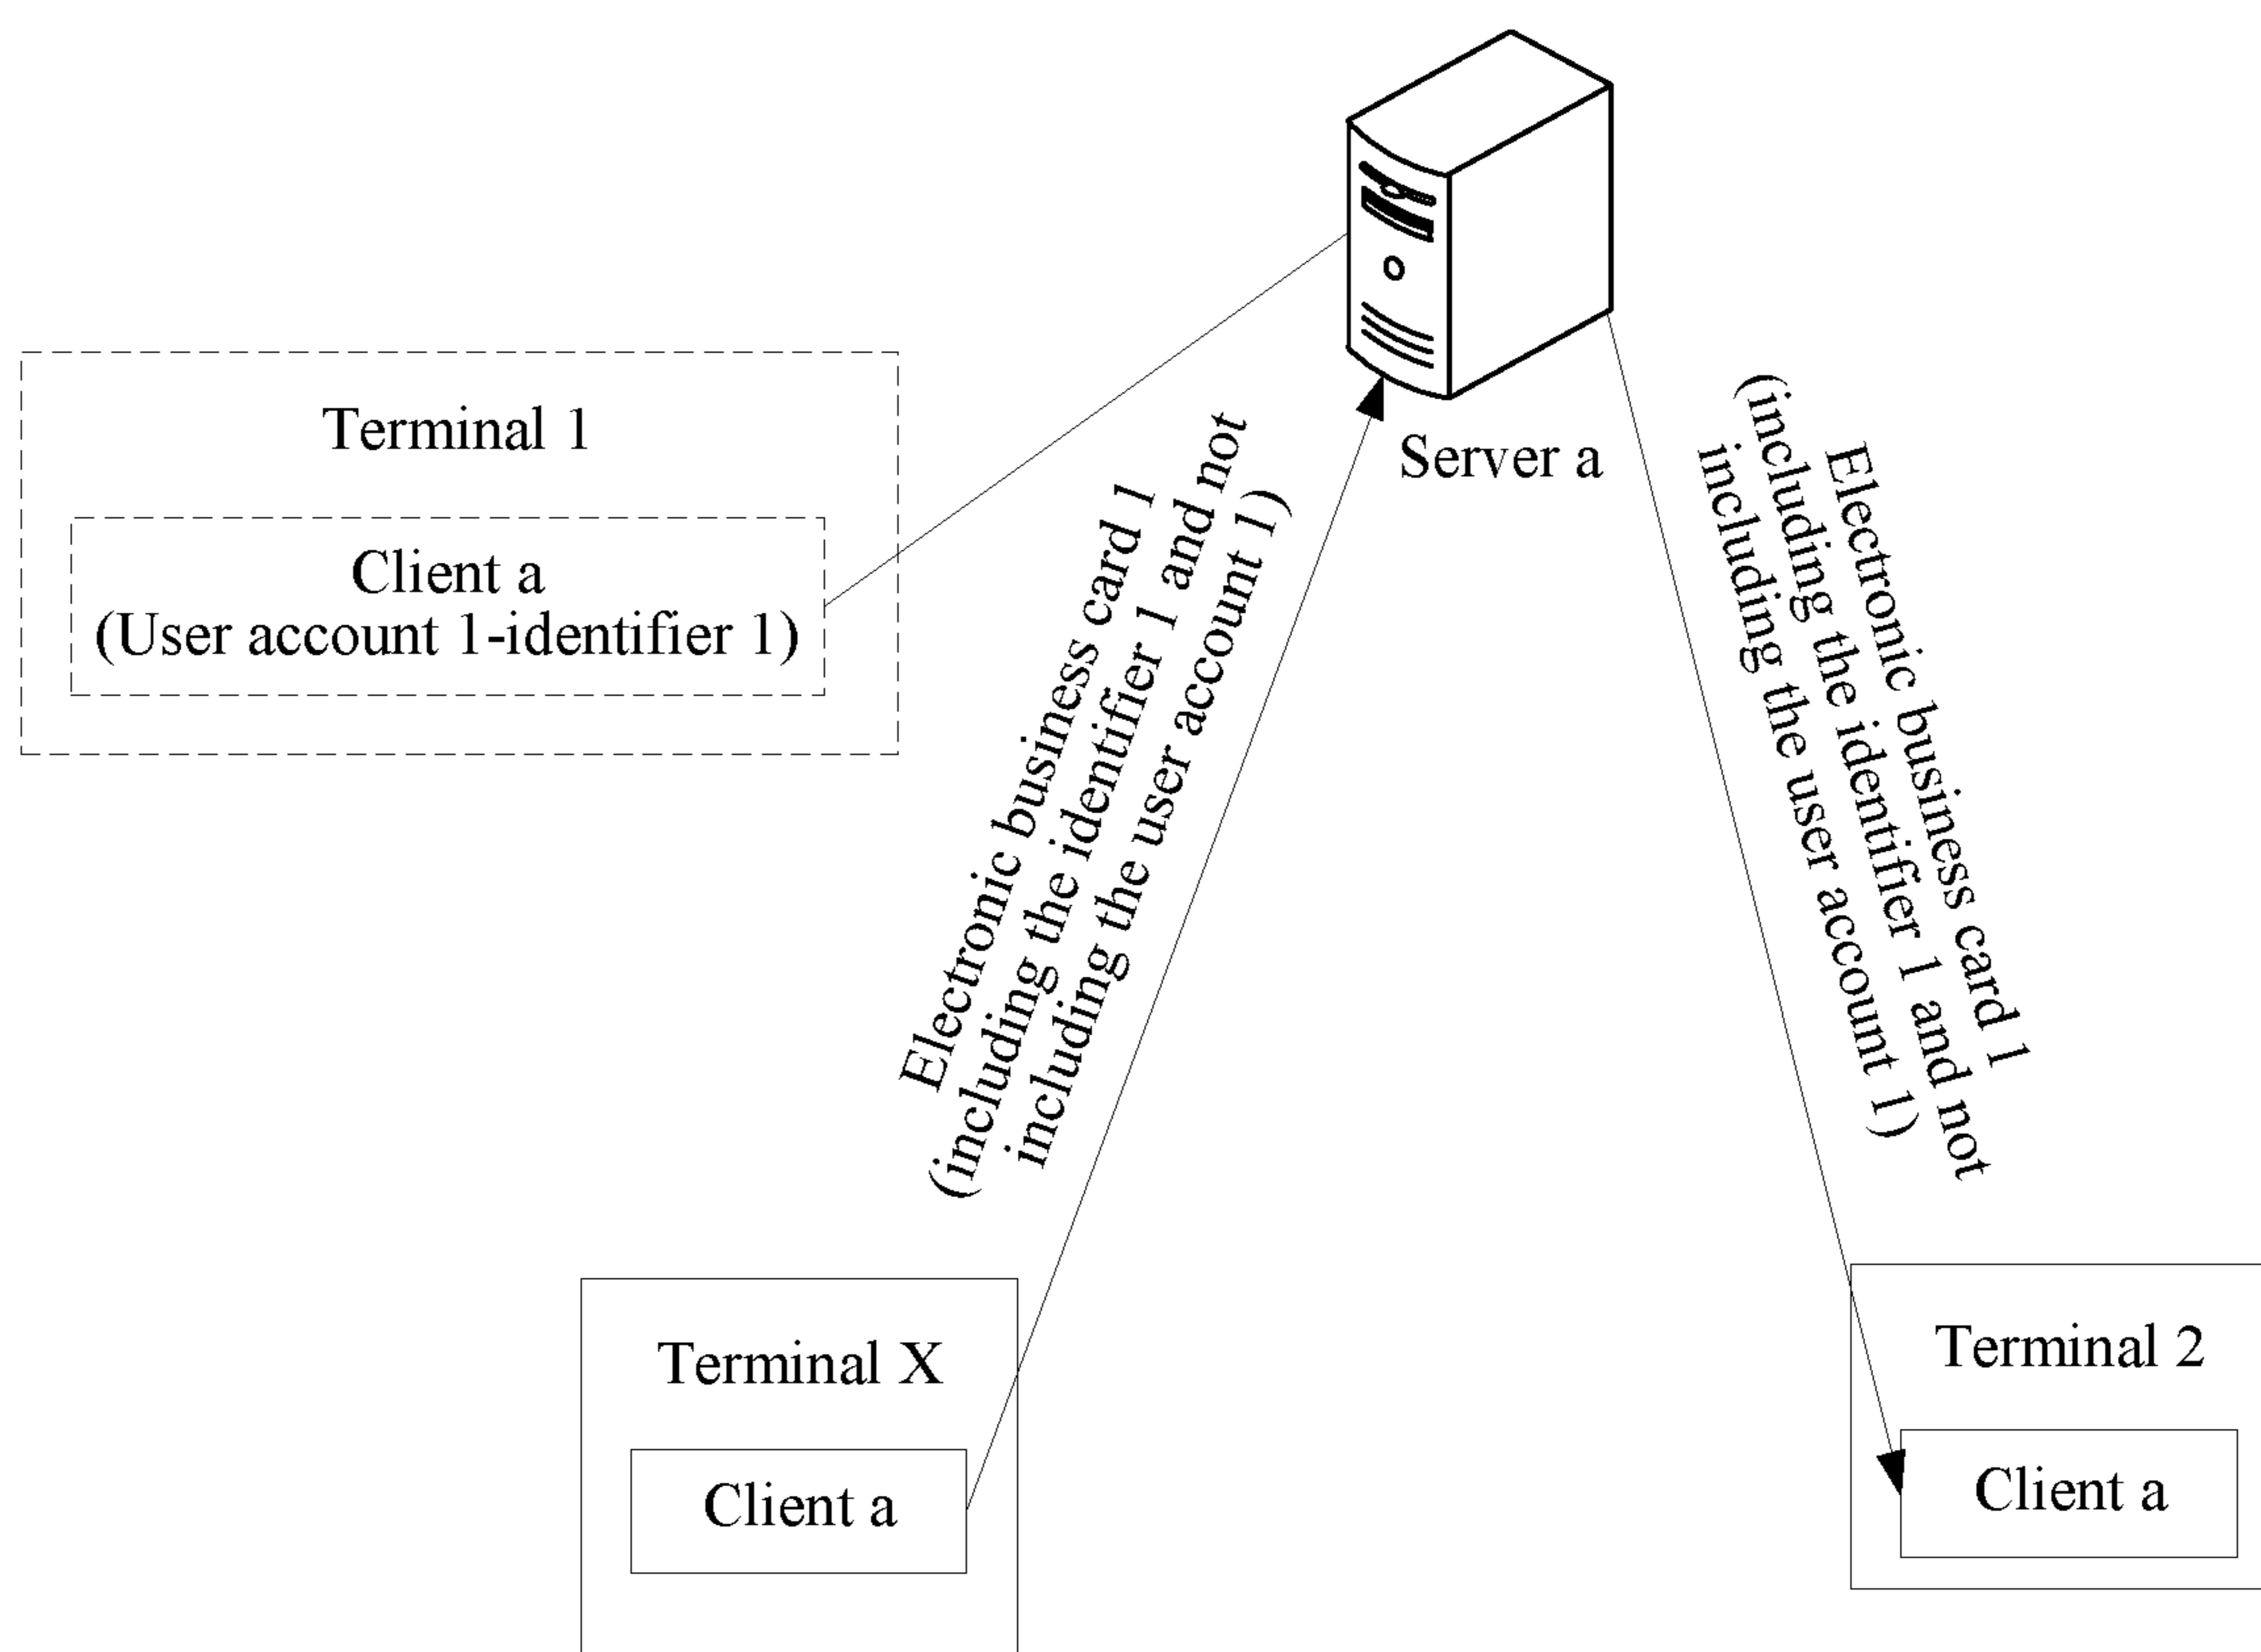 Server a
Terminal 1
Client a
(User account 1-identifier 1)
Electronic business card 1
(including the identifier 1 and not
including the user account 1)
Electronic business card 1
(including the identifier 1 and not
including the user account 1)
Terminal X
Client a
Terminal 2
Client a